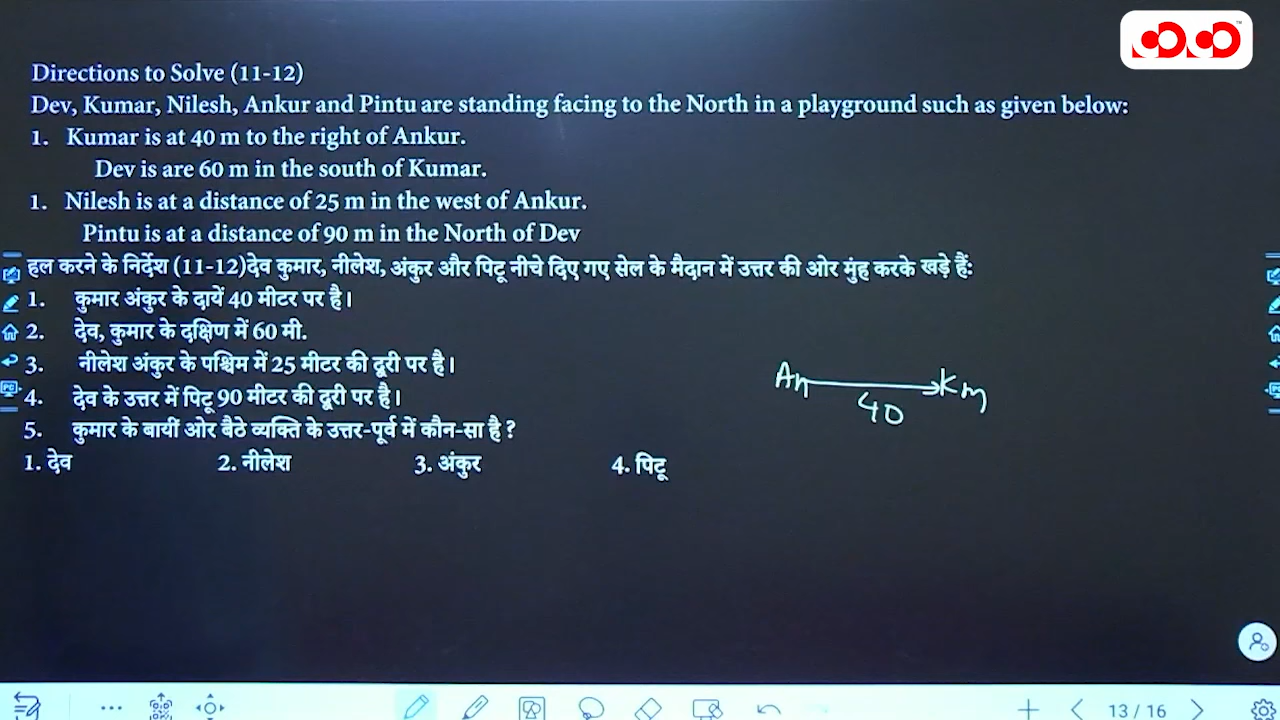 Directions to Solve (11-12)
Dev, Kumar, Nilesh, Ankur and Pintu are standing facing to the North in a playground such as given below:
1. Kumar is at 40 m to the right of Ankur.
Dev is are 60 m in the south of Kumar.
1. Nilesh is at a distance of 25 m in the west of Ankur.
Pintu is at a distance of 90 m in the North of Dev
हल करने के निर्देश (11-12)देव कुमार, नीलेश, अंकुर और पिटू नीचे दिए गए सेल के मैदान में उत्तर की ओर मुंह करके खड़े हैं:
1. कुमार अंकुर के दायें 40 मीटर पर है।
2. देव, कुमार के दक्षिण में 60 मी.
3. नीलेश अंकुर के पश्चिम में 25 मीटर की दूरी पर है।
4. देव के उत्तर में पिटू 90 मीटर की दूरी पर है।
5. कुमार के बायीं ओर बैठे व्यक्ति के उत्तर-पूर्व में कौन-सा है ?
1. देव 2. नीलेश 3. अंकुर 4. पिटू
An Km
40
13 / 16